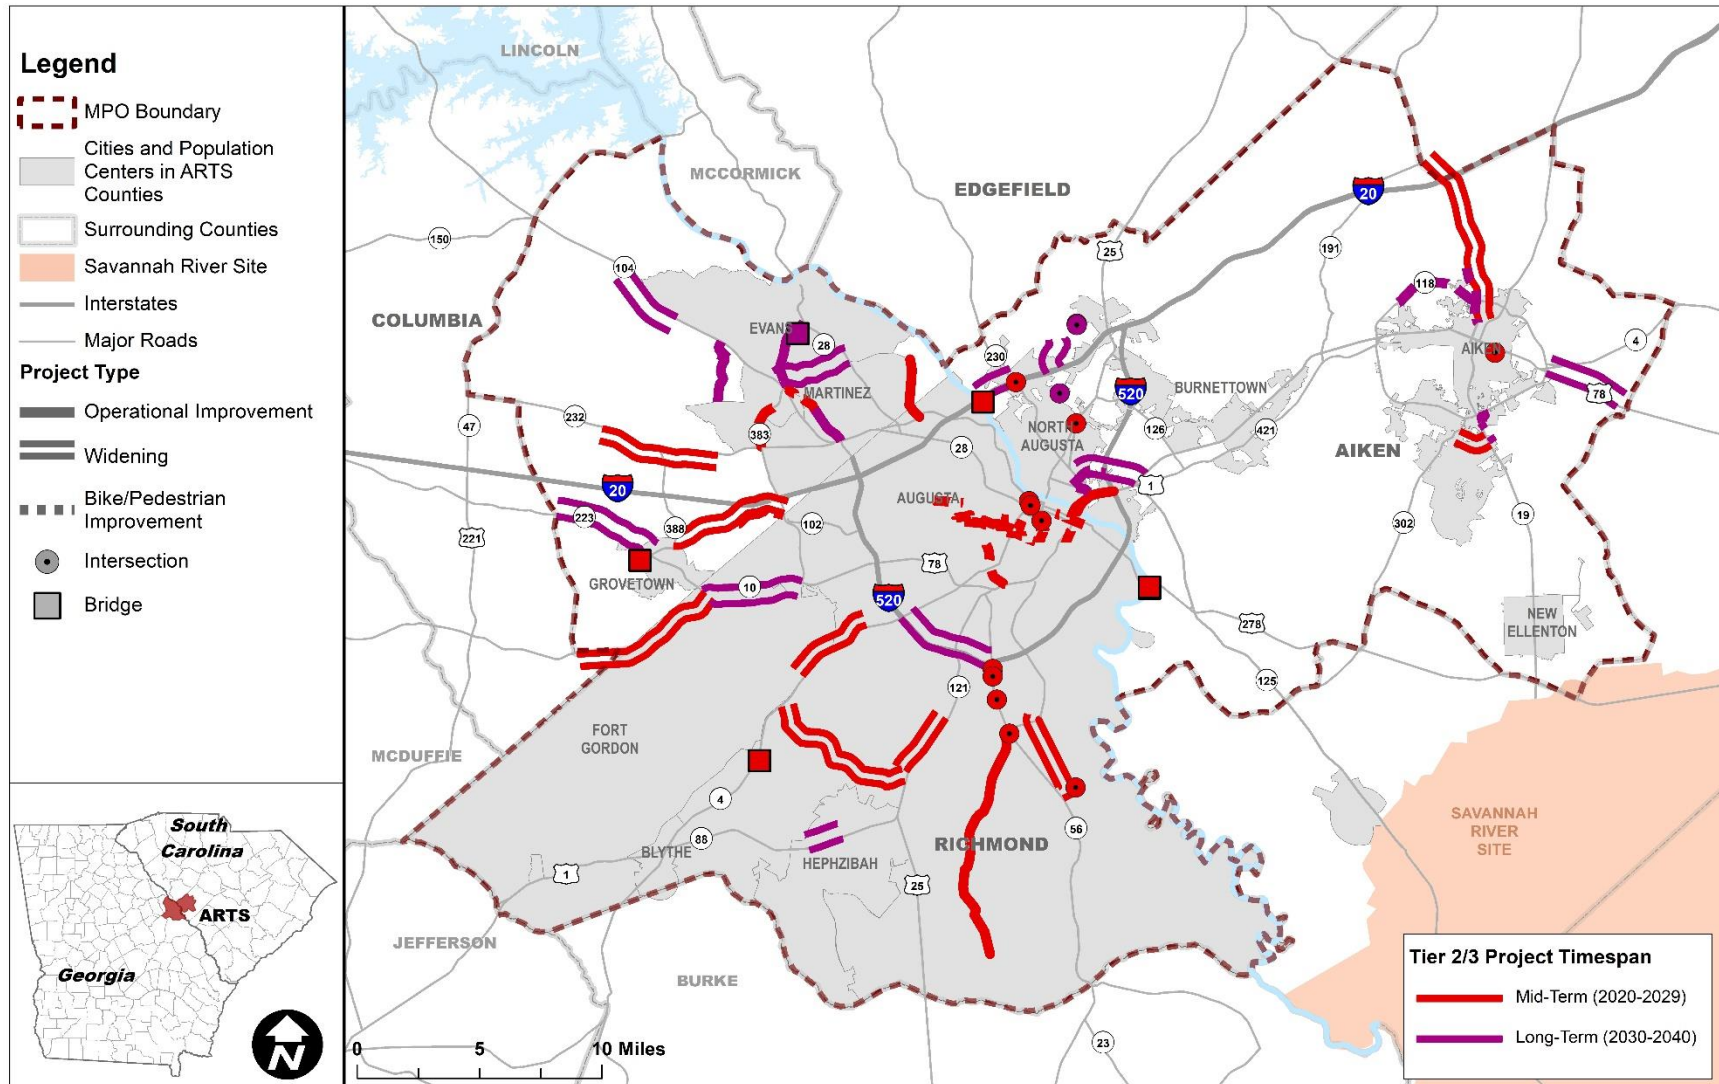 Legend
MPO Boundary
Cities and Population
Centers in ARTS
Counties
Surrounding Counties
Savannah River Site
Interstates
Major Roads
Project Type
Operational Improvement
Widening
Bike/Pedestrian
Improvement
Intersection
Bridge
South
Carolina
ARTS
Georgia
N
LINCOLN
MCCORMICK
EDGEFIELD
20
25
191
150
104
118
COLUMBIA
EVANS
28
230
AIKEN
4
MARTINEZ
520
BURNETTOWN
78
232
47
383
28
NORTH
AUGUSTA
126
421
AIKEN
20
AUGUSTA
1
223
388
102
302
19
221
78
GROVETOWN
10
520
278
NEW
ELLENTON
121
125
FORT
GORDON
MCDUFFIE
4
SAVANNAH
RIVER
SITE
56
88
BLYTHE
RICHMOND
HEPHZIBAH
1
25
JEFFERSON
BURKE
23
0 5 10 Miles
Tier 2/3 Project Timespan
Mid-Term (2020-2029)
Long-Term (2030-2040)